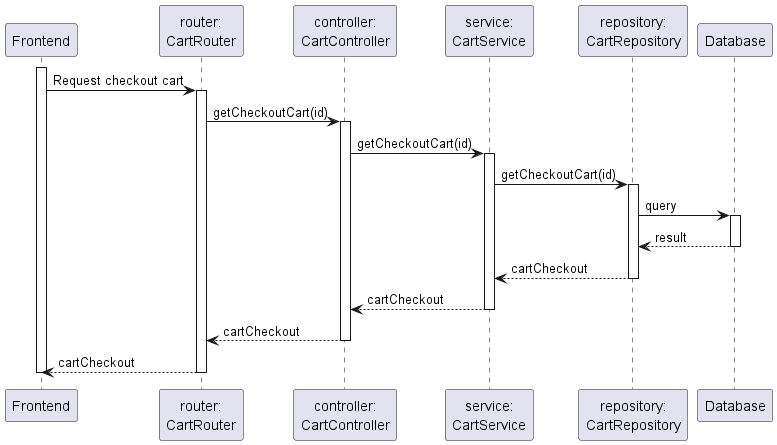 Frontend
router:
CartRouter
controller:
CartController
service:
CartService
repository:
CartRepository
Database
Request checkout cart
getCheckoutCart(id)
getCheckoutCart(id)
getCheckoutCart(id)
query
result
cartCheckout
cartCheckout
cartCheckout
cartCheckout
Frontend
router:
CartRouter
controller:
CartController
service:
CartService
repository:
CartRepository
Database